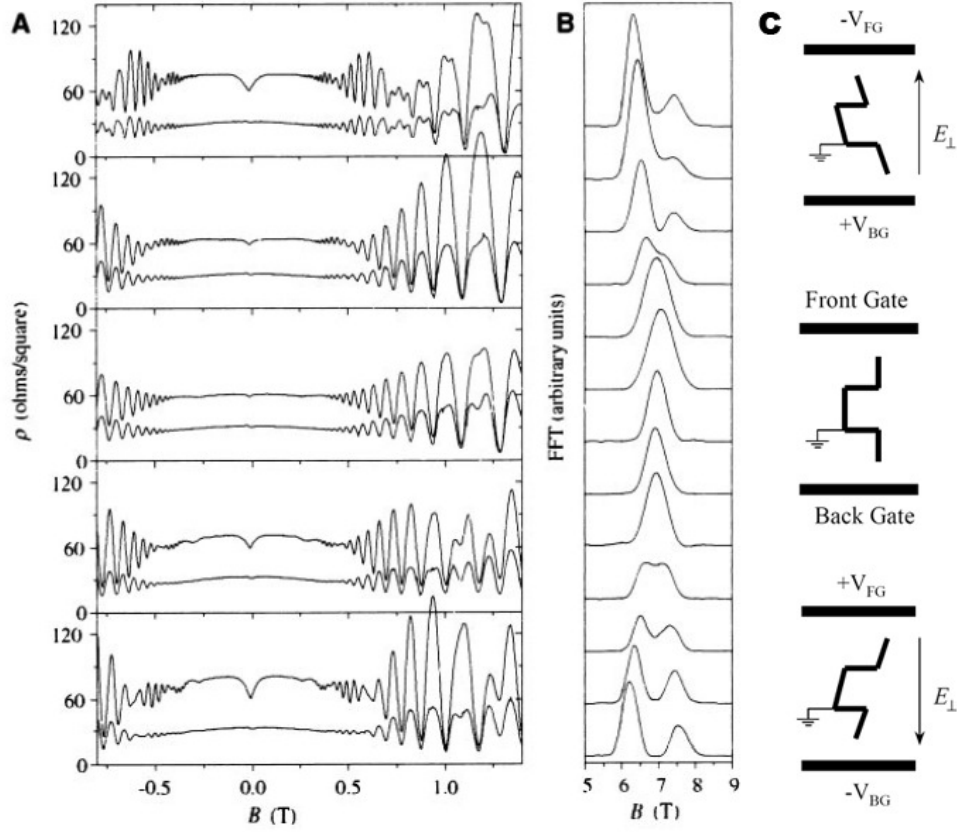 A
120
60
0
120
60
0
120
60
0
120
60
0
120
60
0
-0.5
0.0
0.5
1.0
ρ (ohms/square)
B (T)
B
FFT (arbitrary units)
5
6
7
8
9
B (T)
C
-V_FG
E⊥
+V_BG
Front Gate
Back Gate
+V_FG
E⊥
-V_BG